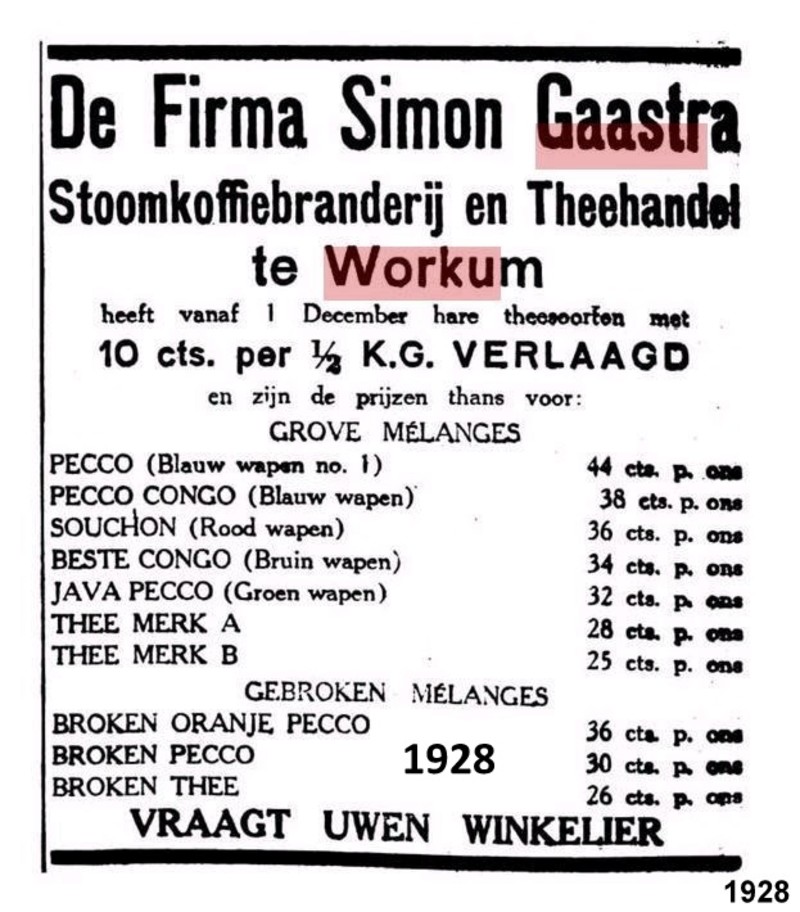 De Firma Simon Gaastra
Stoomkoffiebranderij en Theehandel
te Workum
heeft vanaf 1 December hare theesoorten met
10 cts. per ½ K.G. VERLAAGD
en zijn de prijzen thans voor:
GROVE MÉLANGES
PECCO (Blauw wapen no. 1) 44 cts. p. ons
PECCO CONGO (Blauw wapen) 38 cts. p. ons
SOUCHON (Rood wapen) 36 cts. p. ons
BESTE CONGO (Bruin wapen) 34 cts. p. ons
JAVA PECCO (Groen wapen) 32 cts. p. ons
THEE MERK A 28 cts. p. ons
THEE MERK B 25 cts. p. ons
GEBROKEN MÉLANGES
BROKEN ORANJE PECCO 36 cts. p. ons
BROKEN PECCO 30 cts. p. ons
BROKEN THEE 26 cts. p. ons
1928
VRAAGT UWEN WINKELIER
1928